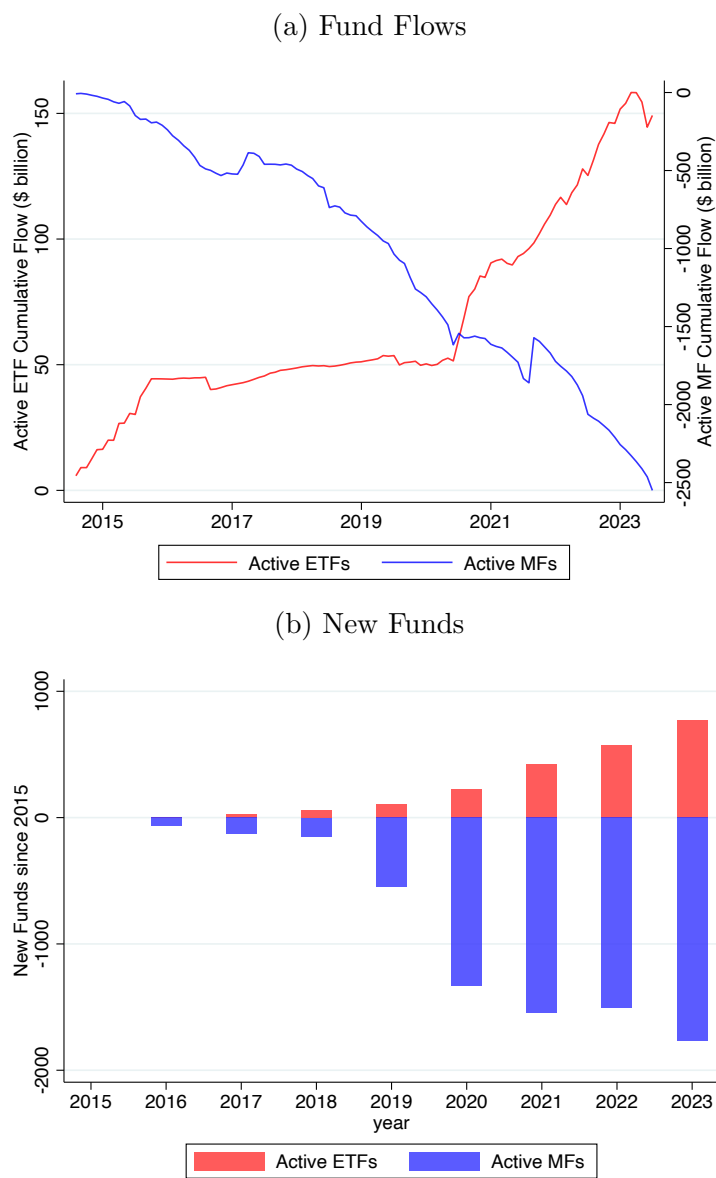 (a) Fund Flows
Active ETF Cumulative Flow ($ billion)
150
100
50
0
0
-500
-1000
-1500
-2000
-2500
Active MF Cumulative Flow ($ billion)
2015 2017 2019 2021 2023
Active ETFs Active MFs
(b) New Funds
New Funds since 2015
1000
0
-1000
-2000
2015 2016 2017 2018 2019 2020 2021 2022 2023
year
Active ETFs Active MFs